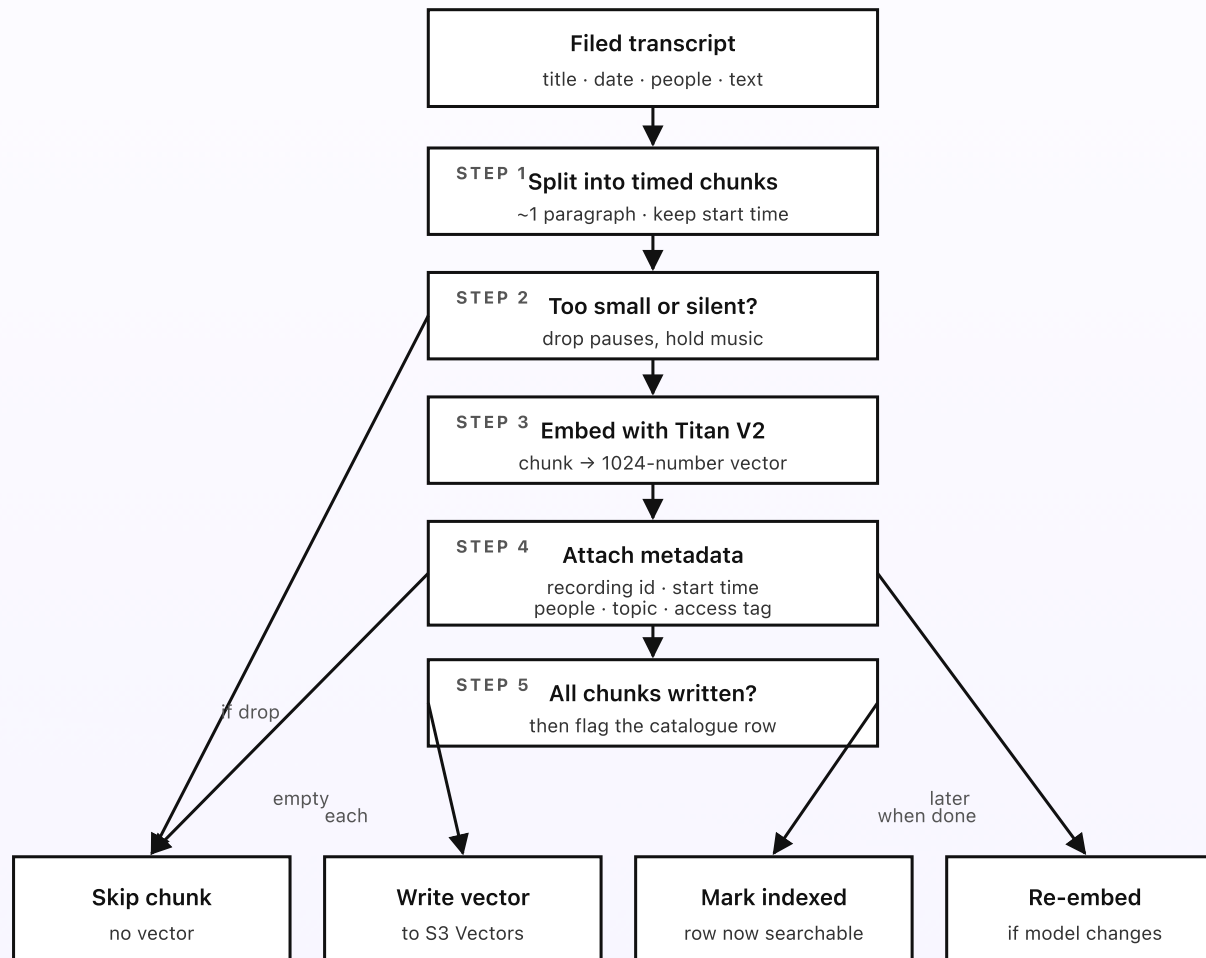 Filed transcript
title · date · people · text
STEP 1
Split into timed chunks
~1 paragraph · keep start time
STEP 2
Too small or silent?
drop pauses, hold music
STEP 3
Embed with Titan V2
chunk → 1024-number vector
STEP 4
Attach metadata
recording id · start time
people · topic · access tag
STEP 5
All chunks written?
then flag the catalogue row
if drop
empty
each
later
when done
Skip chunk
no vector
Write vector
to S3 Vectors
Mark indexed
row now searchable
Re-embed
if model changes